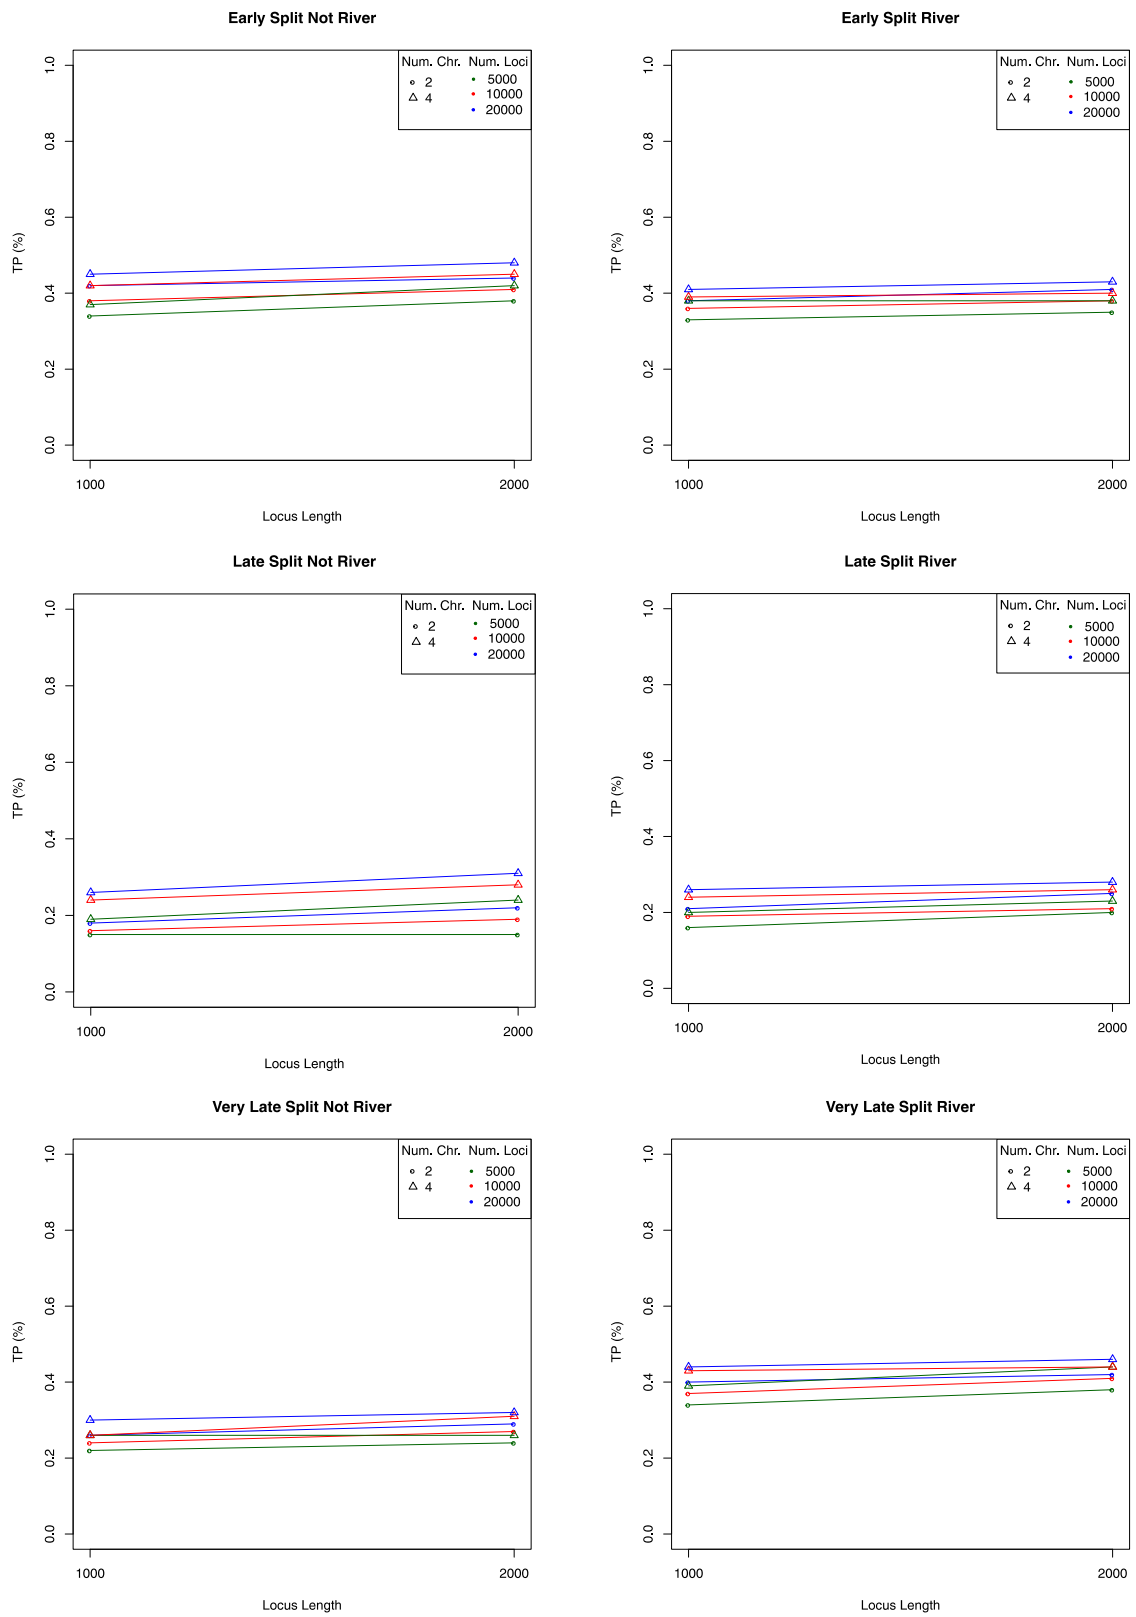 Early Split Not River
Num. Chr. Num. Loci
2 5000
4 10000
20000
TP (%)
1.0
0.8
0.6
0.4
0.2
0.0
1000 2000
Locus Length
Early Split River
Num. Chr. Num. Loci
2 5000
4 10000
20000
TP (%)
1.0
0.8
0.6
0.4
0.2
0.0
1000 2000
Locus Length
Late Split Not River
Num. Chr. Num. Loci
2 5000
4 10000
20000
TP (%)
1.0
0.8
0.6
0.4
0.2
0.0
1000 2000
Locus Length
Late Split River
Num. Chr. Num. Loci
2 5000
4 10000
20000
TP (%)
1.0
0.8
0.6
0.4
0.2
0.0
1000 2000
Locus Length
Very Late Split Not River
Num. Chr. Num. Loci
2 5000
4 10000
20000
TP (%)
1.0
0.8
0.6
0.4
0.2
0.0
1000 2000
Locus Length
Very Late Split River
Num. Chr. Num. Loci
2 5000
4 10000
20000
TP (%)
1.0
0.8
0.6
0.4
0.2
0.0
1000 2000
Locus Length